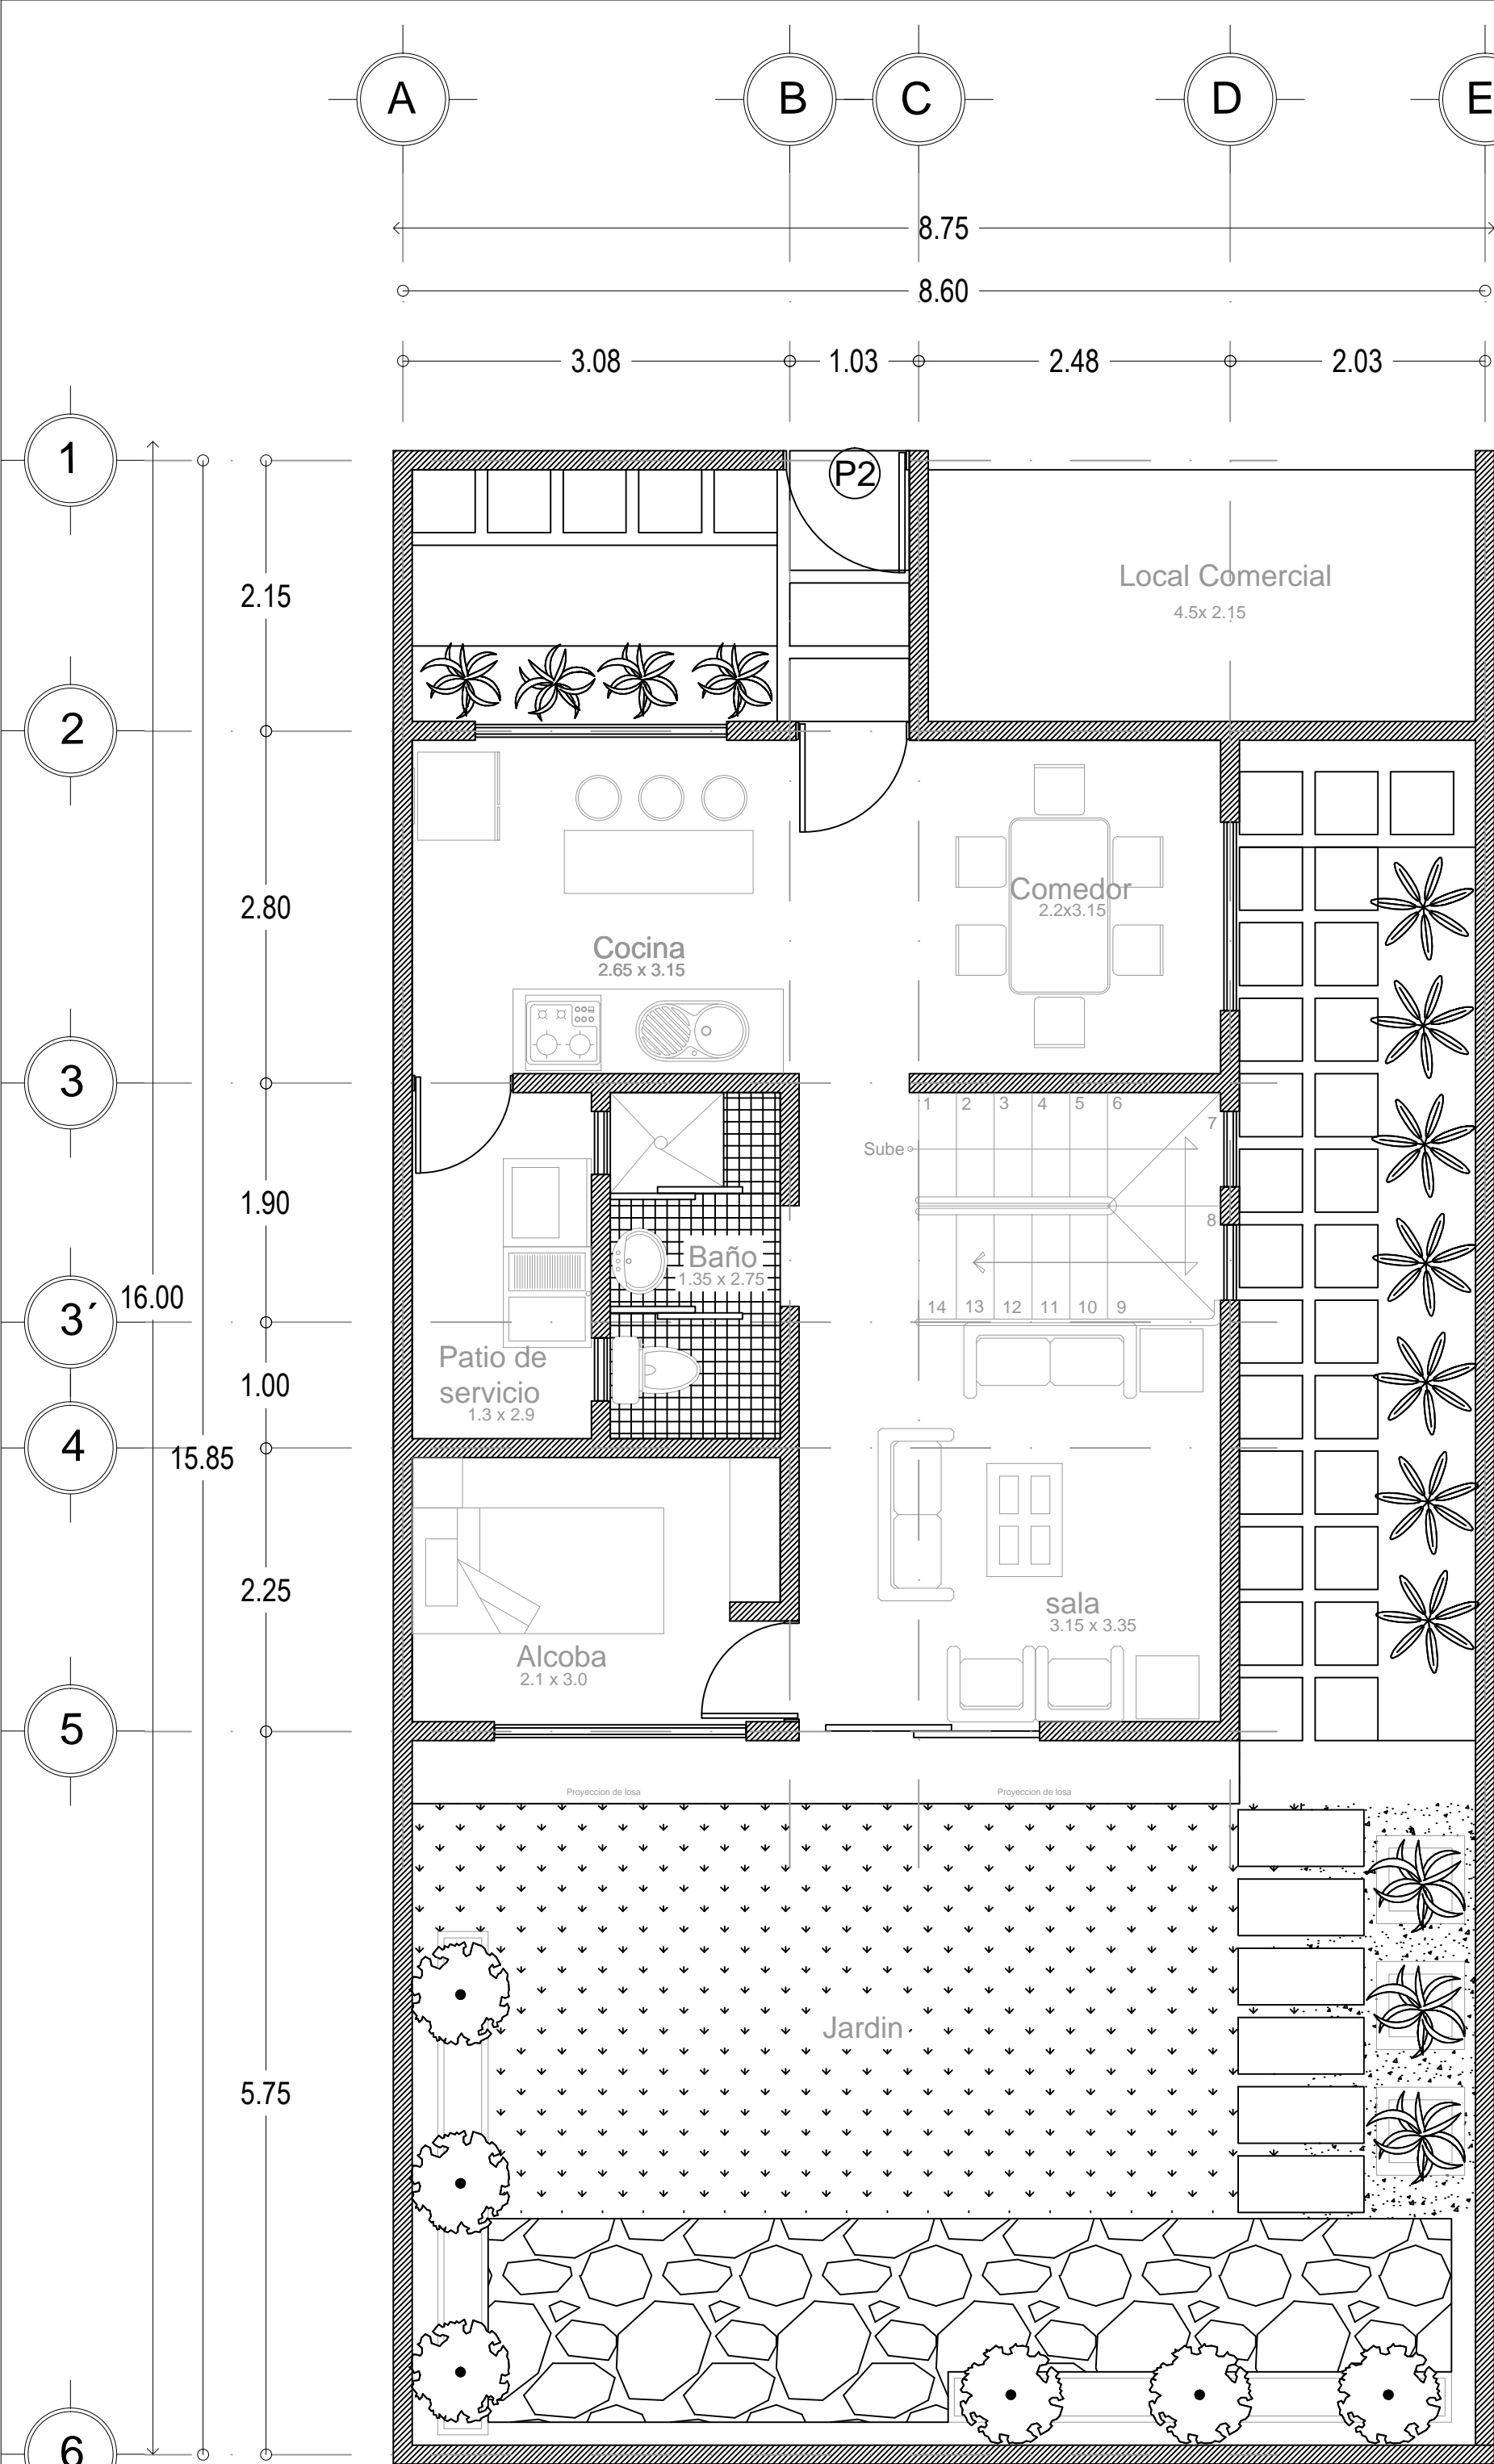 A
B
C
D
E
8.75
8.60
3.08
1.03
2.48
2.03
1
P2
Local Comercial
4.5x 2.15
2.15
2
2.80
Comedor
2.2x3.15
Cocina
2.65 x 3.15
3
1 2 3 4 5 6
7
Sube
1.90
8
Baño
1.35 x 2.75
16.00
3´
14 13 12 11 10 9
Patio de
servicio
1.3 x 2.9
1.00
4
15.85
2.25
sala
3.15 x 3.35
Alcoba
2.1 x 3.0
5
Proyeccion de losa
Proyeccion de losa
Jardin
5.75
6